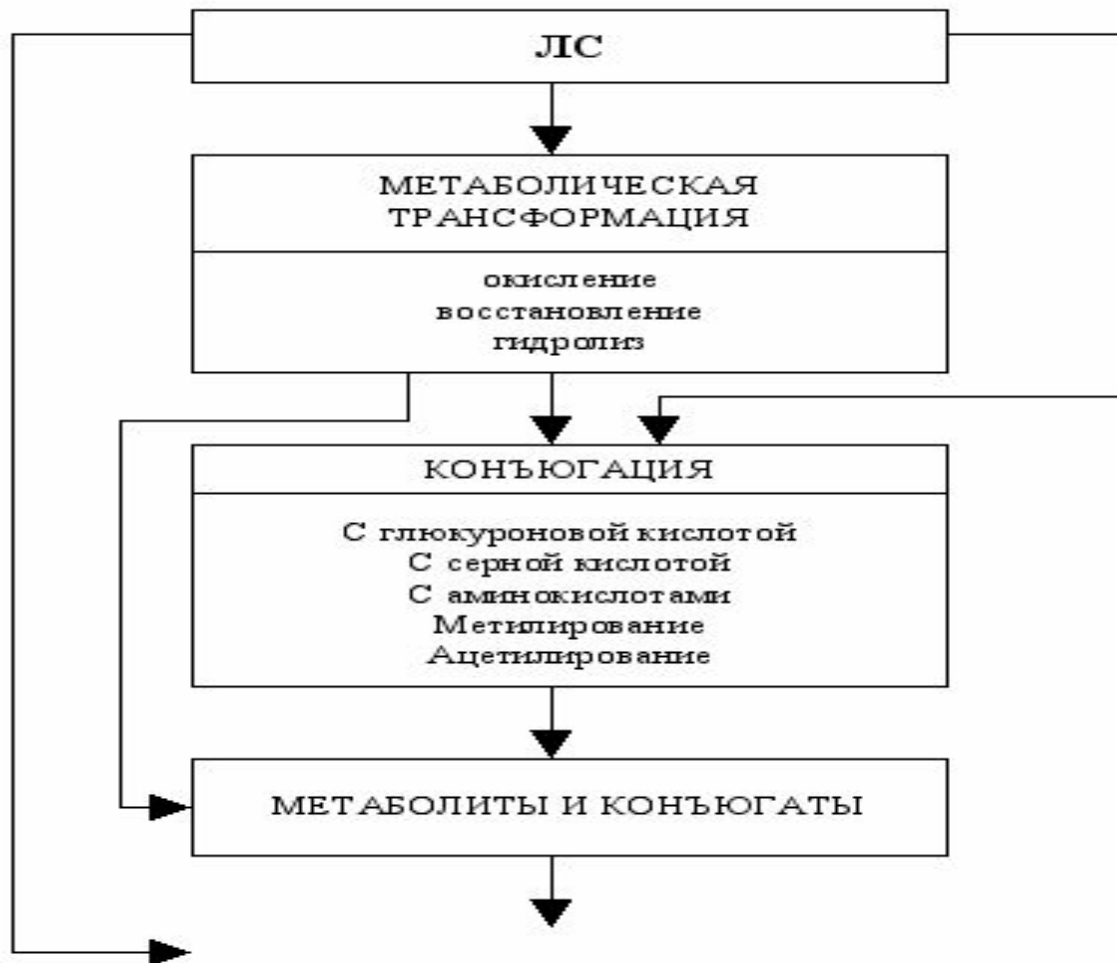 ЛС
МЕТАБОЛИЧЕСКАЯ
ТРАНСФОРМАЦИЯ
окисление
восстановление
гидролиз
КОНЪЮГАЦИЯ
С глюкуроновой кислотой
С серной кислотой
С аминокислотами
Метилирование
Ацетилирование
МЕТАБОЛИТЫ И КОНЪЮГАТЫ